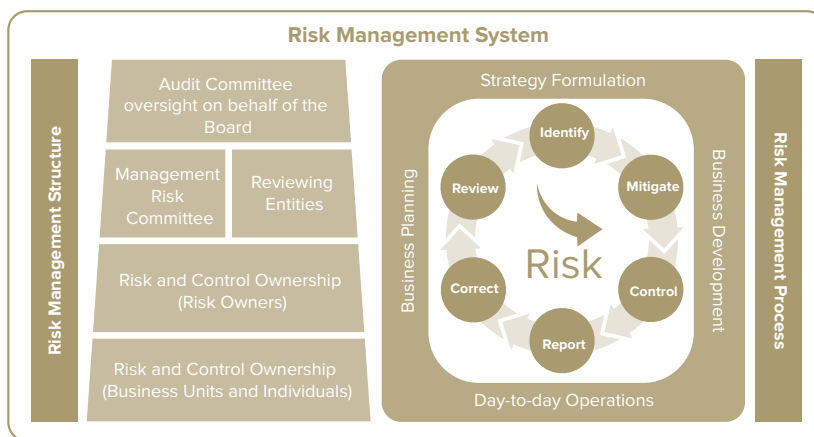 Risk Management System
Risk Management Structure
Audit Committee
oversight on behalf of the
Board
Management
Risk
Committee
Reviewing
Entities
Risk and Control Ownership
(Risk Owners)
Risk and Control Ownership
(Business Units and Individuals)
Strategy Formulation
Business Planning
Identify
Mitigate
Control
Report
Correct
Review
Risk
Business Development
Day-to-day Operations
Risk Management Process